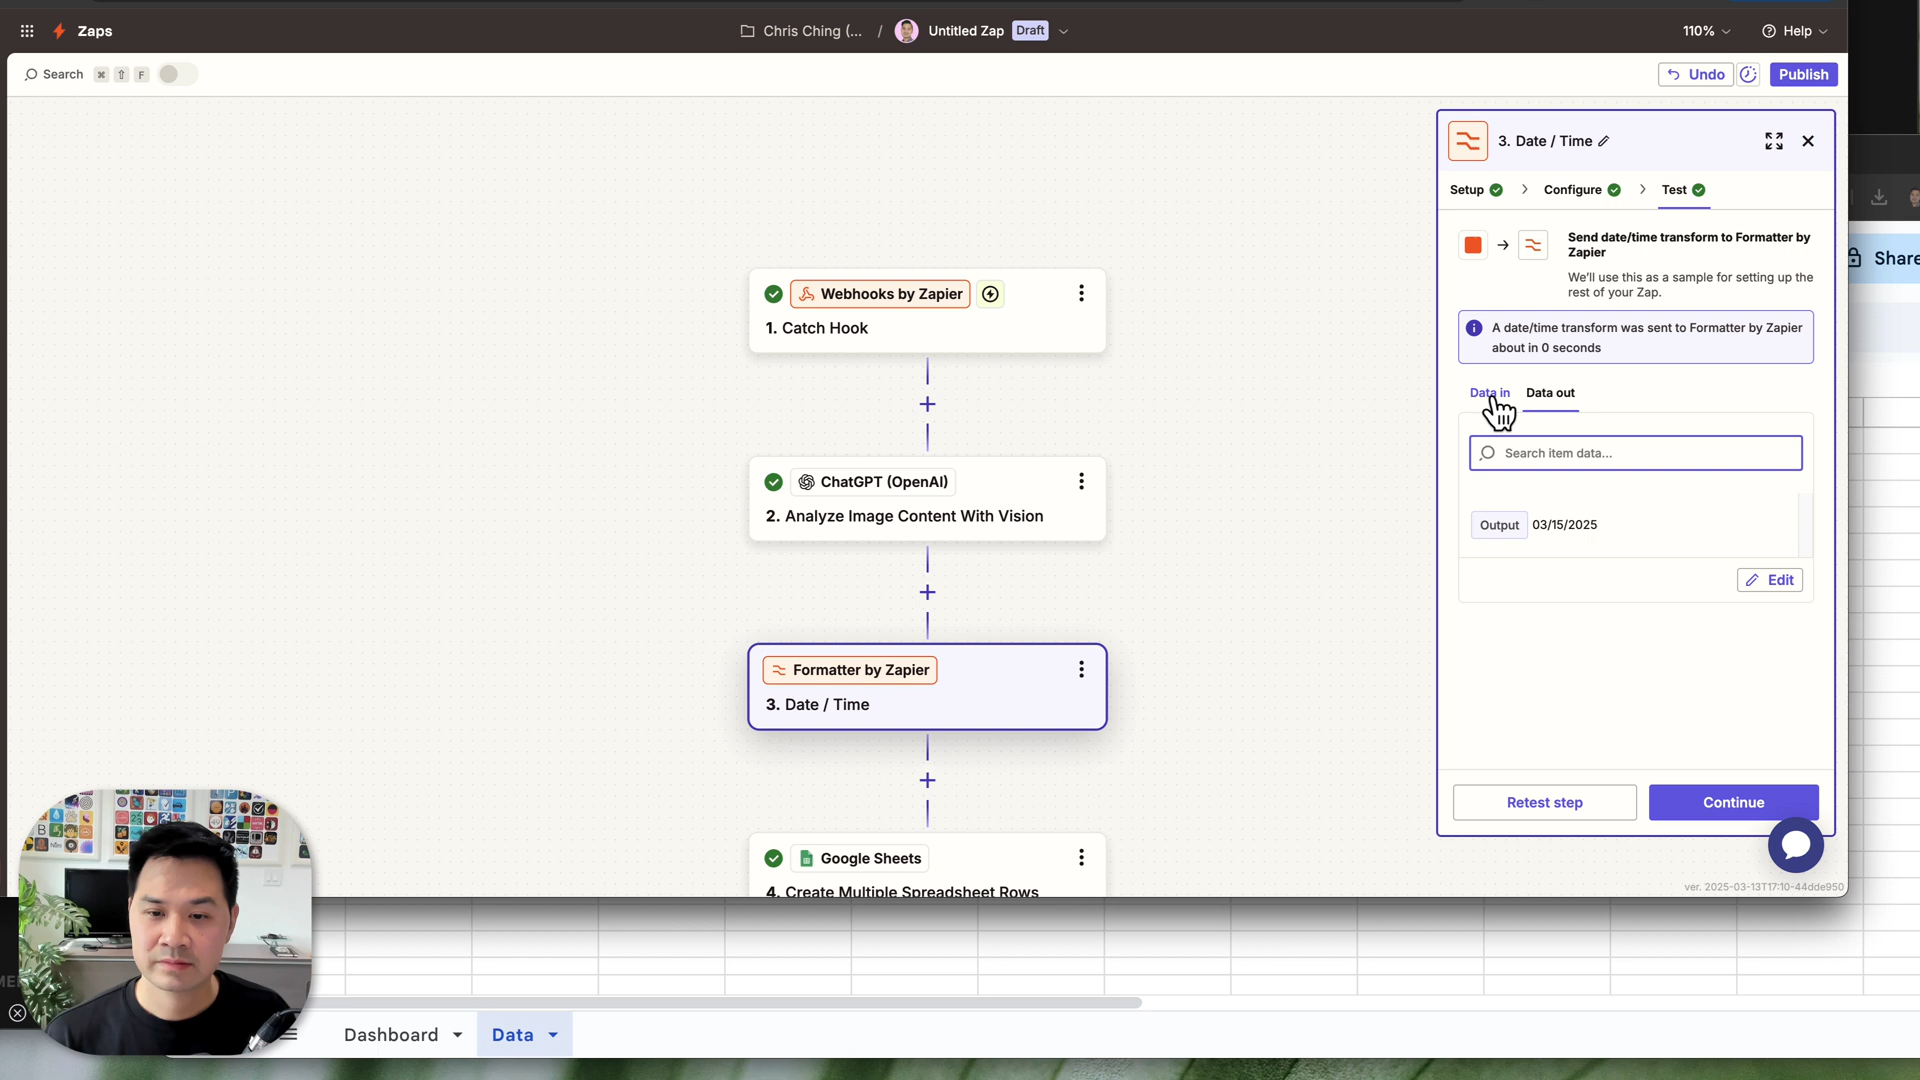 Zaps
Chris Ching (... / Untitled Zap Draft
110%
Help
Search ⌘ ⇧ F
Undo
Publish
3. Date / Time
Setup > Configure > Test
Send date/time transform to Formatter by
Zapier
We'll use this as a sample for setting up the
rest of your Zap.
A date/time transform was sent to Formatter by Zapier
about in 0 seconds
Data in
Data out
Search item data...
Output 03/15/2025
Edit
Retest step
Continue
ver. 2025-03-13T17:10-44dde950
Webhooks by Zapier
1. Catch Hook
ChatGPT (OpenAI)
2. Analyze Image Content With Vision
Formatter by Zapier
3. Date / Time
Google Sheets
4. Create Multiple Spreadsheet Rows
Share
Dashboard
Data